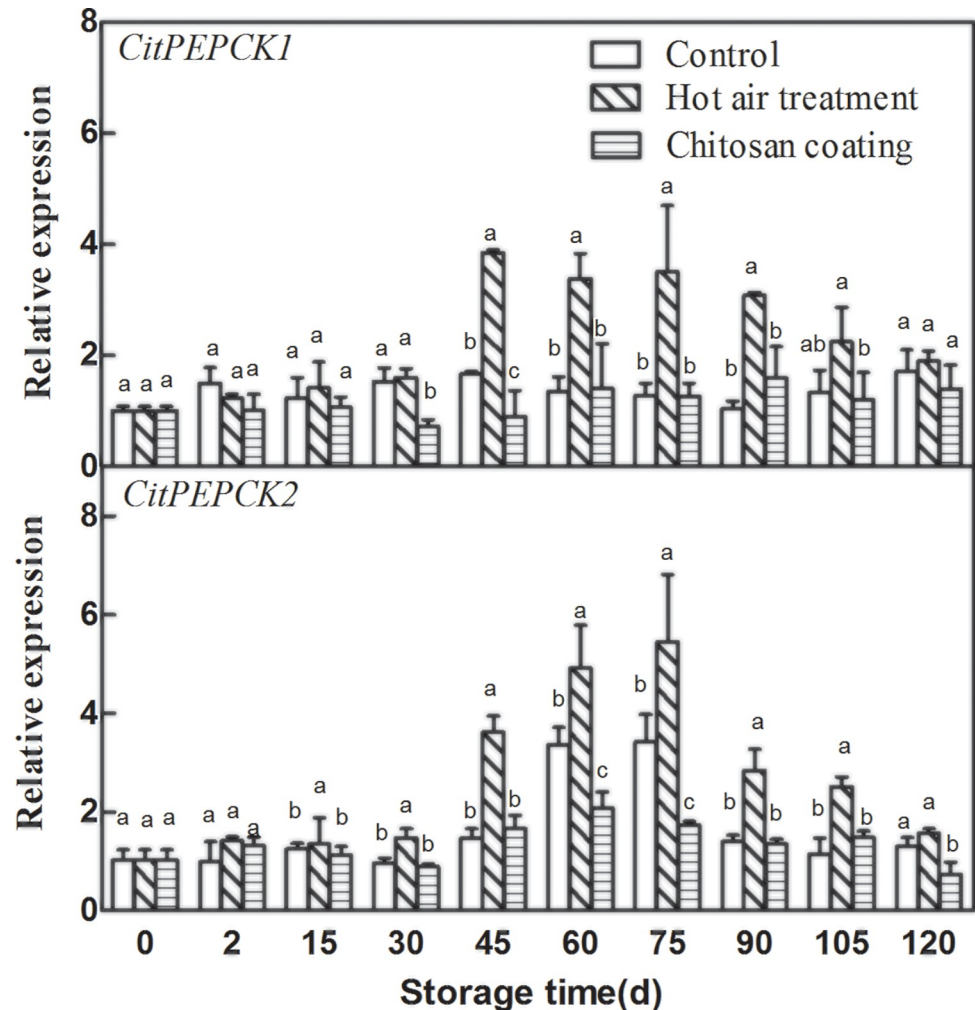 8
CitPEPCK1
Control
Hot air treatment
Chitosan coating
6
4
2
0
Relative expression
a a a
a a a
a a a
a a b
b a c
b a b
b a b
b a b
ab a b
a a a
CitPEPCK2
8
6
4
2
0
Relative expression
a a a
a a a
b a b
b a b
b a b
b a c
b a c
b a b
b a b
a a b
0 2 15 30 45 60 75 90 105 120
Storage time(d)